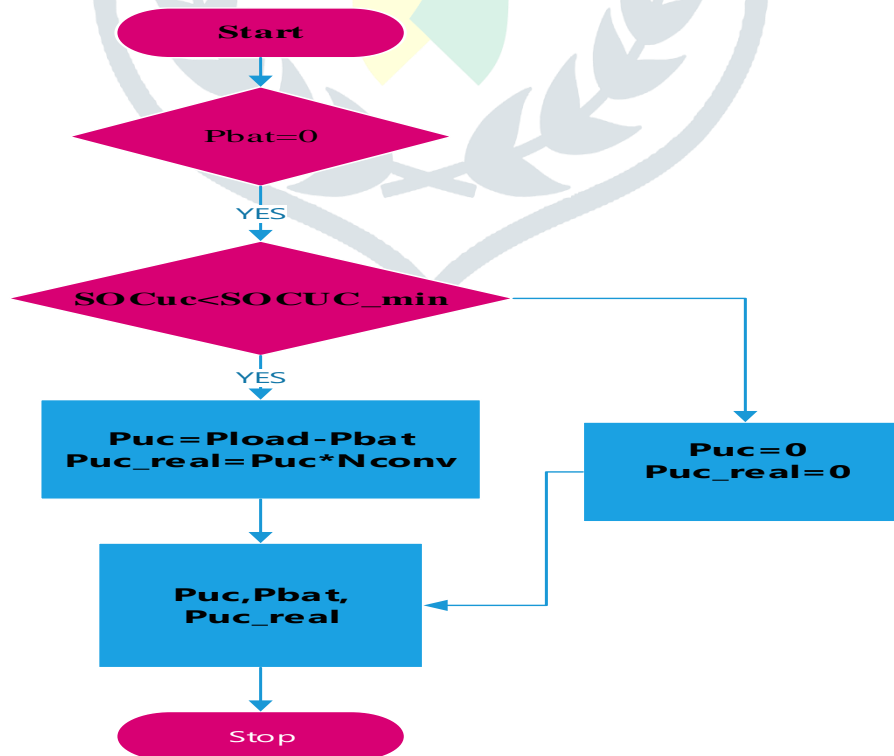 Start
Pbat=0
YES
SOCuc<SOCUC_min
YES
Puc=Pload-Pbat
Puc_real=Puc*Nconv
Puc=0
Puc_real=0
Puc,Pbat,
Puc_real
Stop